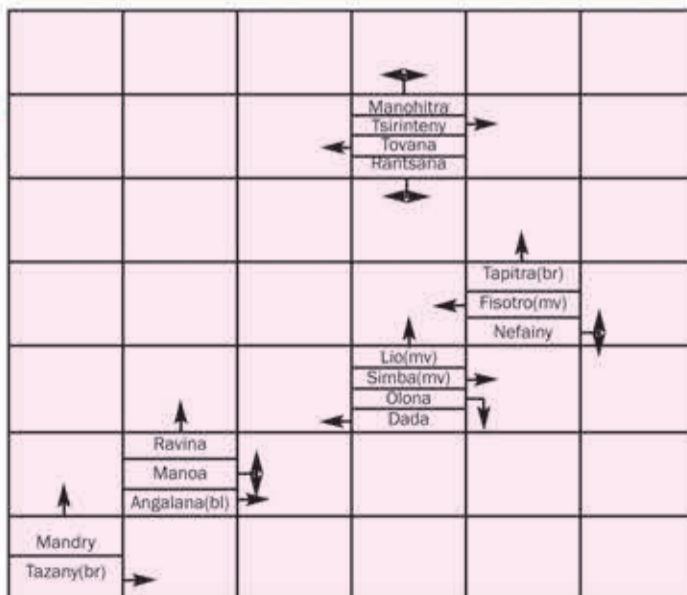 Manohitra
Tsirinteny
Tovana
Rantsana
Tapitra(br)
Fisotro(mv)
Nefainy
Lio(mv)
Simba(mv)
Olona
Dada
Ravina
Manoa
Angalana(bl)
Mandry
Tazany(br)